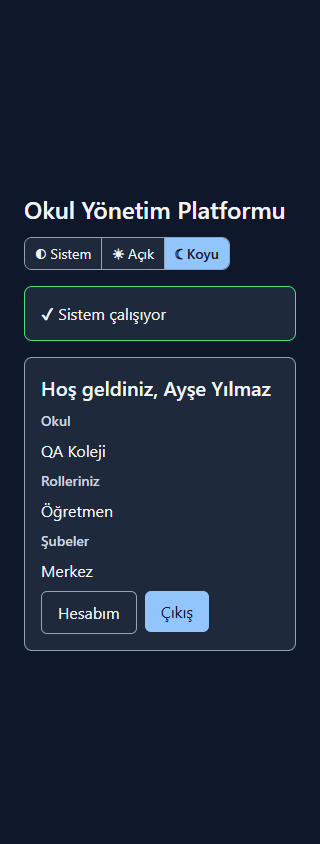 Okul Yönetim Platformu
◐ Sistem ☀ Açık ☾ Koyu
✓ Sistem çalışıyor
Hoş geldiniz, Ayşe Yılmaz
Okul
QA Koleji
Rolleriniz
Öğretmen
Şubeler
Merkez
Hesabım Çıkış